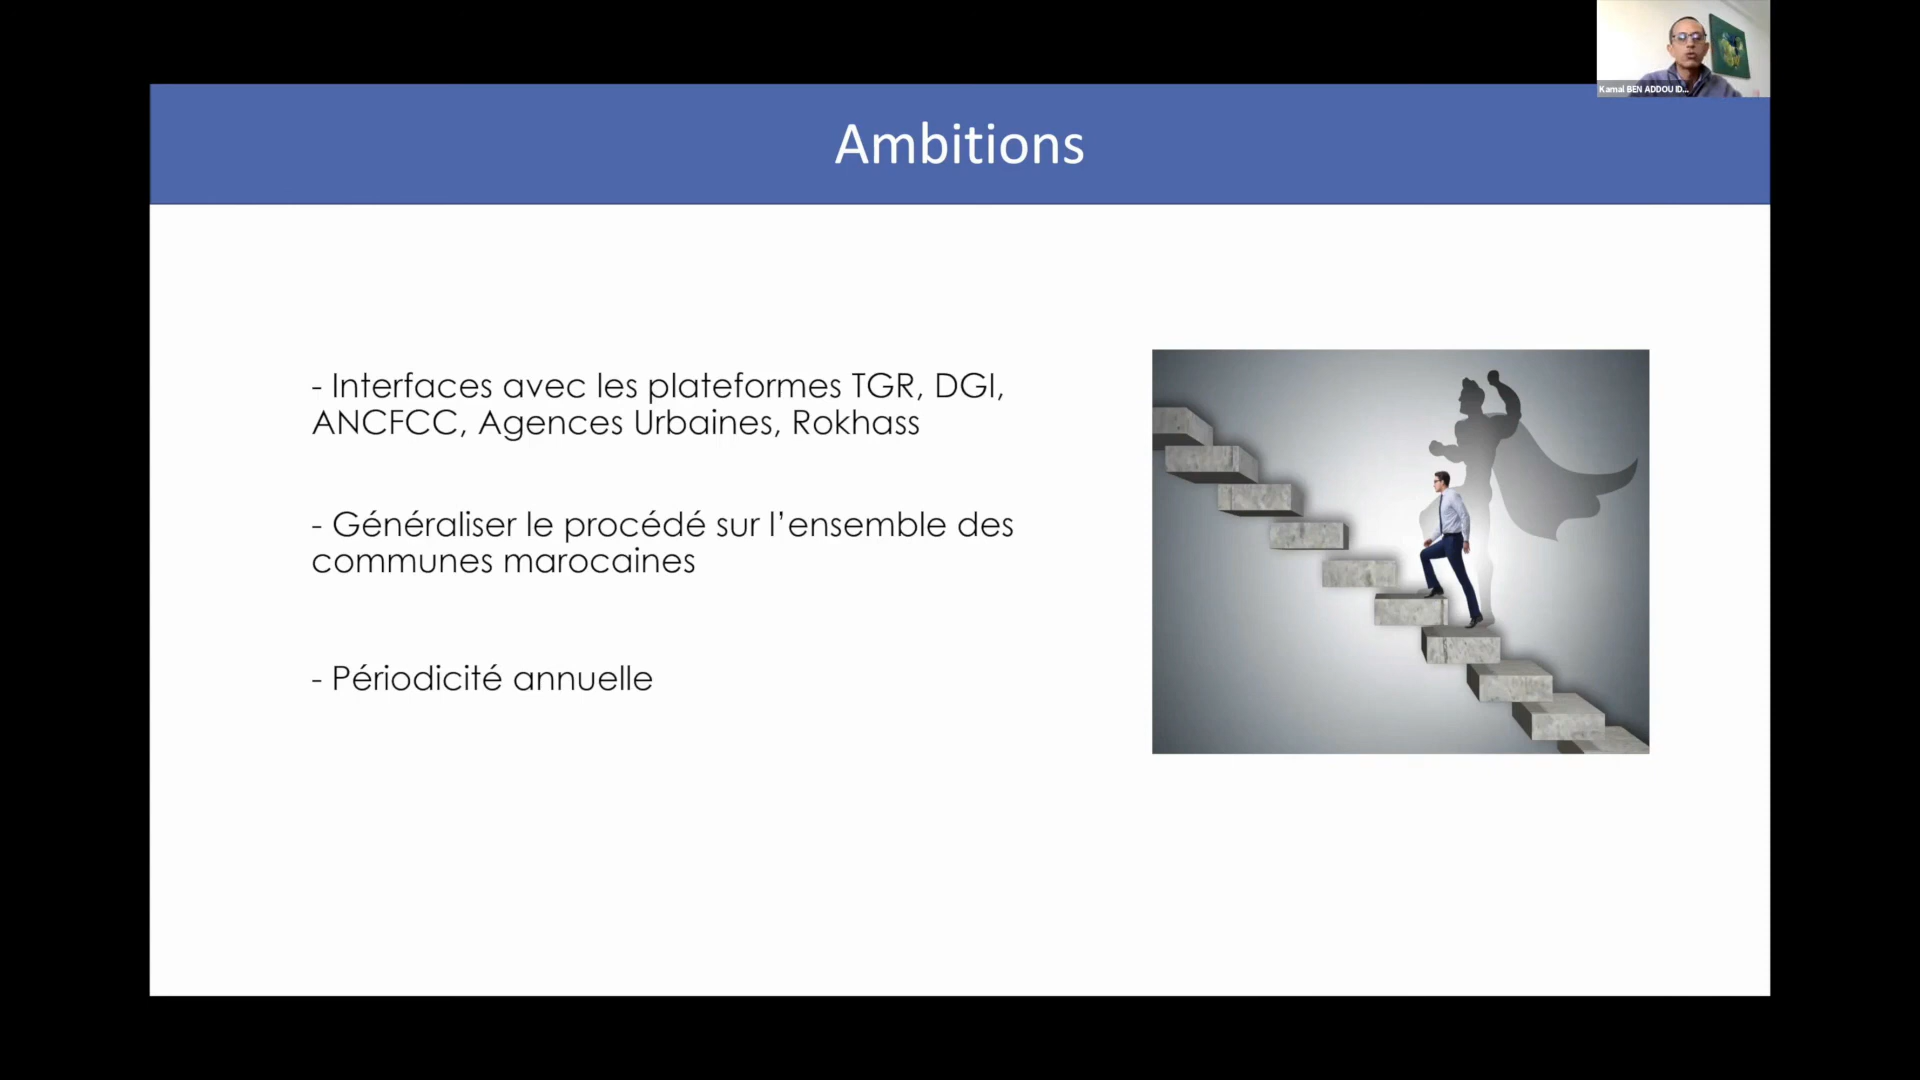 Kamal BEN ADDOU ID...
Ambitions
- Interfaces avec les plateformes TGR, DGI,
ANCFCC, Agences Urbaines, Rokhass
- Généraliser le procédé sur l’ensemble des
communes marocaines
- Périodicité annuelle